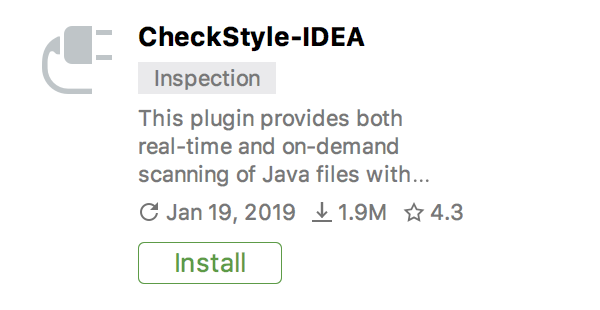 CheckStyle-IDEA
Inspection
This plugin provides both
real-time and on-demand
scanning of Java files with...
Jan 19, 2019 1.9M 4.3
Install